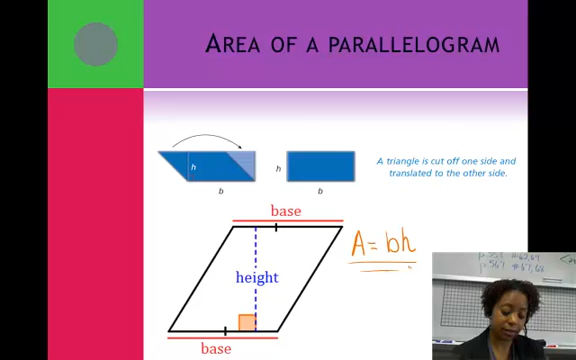 AREA OF A PARALLELOGRAM
h
b
h
b
A triangle is cut off one side and
translated to the other side.
base
height
base
A = bh